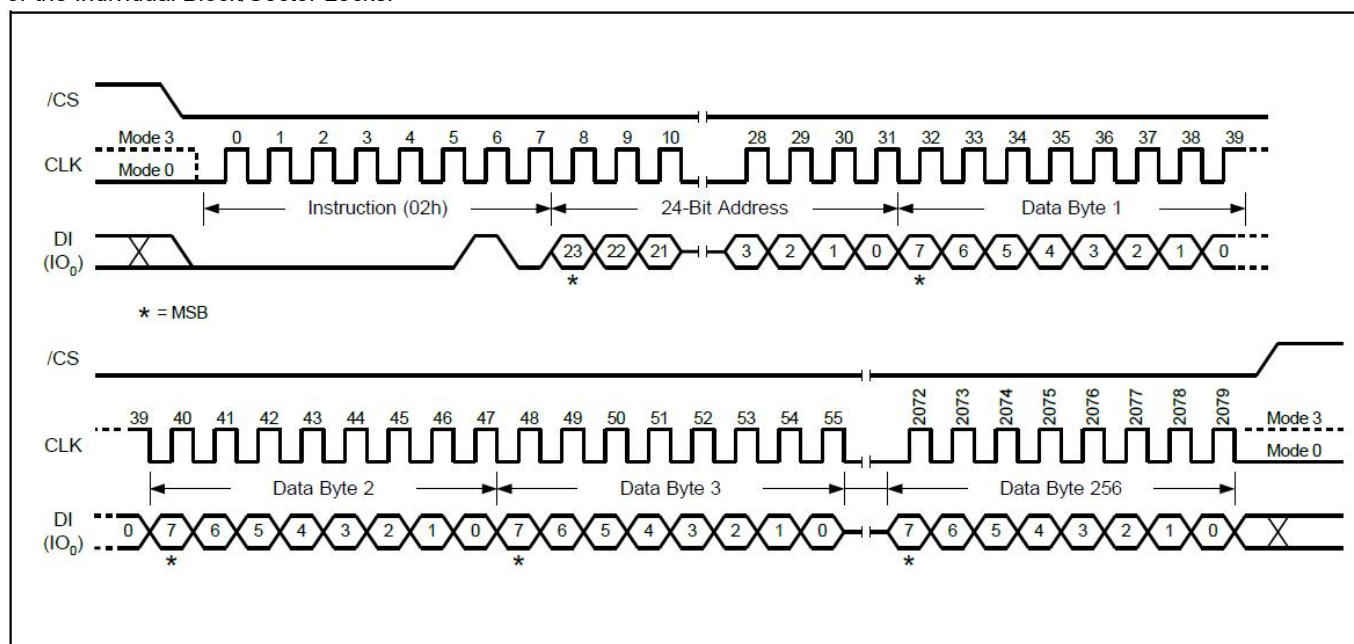 of the Individual Block/Sector Locks.
/CS
Mode 3 0 1 2 3 4 5 6 7 8 9 10 28 29 30 31 32 33 34 35 36 37 38 39
CLK
Mode 0
Instruction (02h) 24-Bit Address Data Byte 1
DI
(IO0) 23 22 21 3 2 1 0 7 6 5 4 3 2 1 0
* *
* = MSB
/CS
39 40 41 42 43 44 45 46 47 48 49 50 51 52 53 54 55 2072 2073 2074 2075 2076 2077 2078 2079 Mode 3
CLK Mode 0
Data Byte 2 Data Byte 3 Data Byte 256
DI
(IO0) 0 7 6 5 4 3 2 1 0 7 6 5 4 3 2 1 0 7 6 5 4 3 2 1 0
* * *